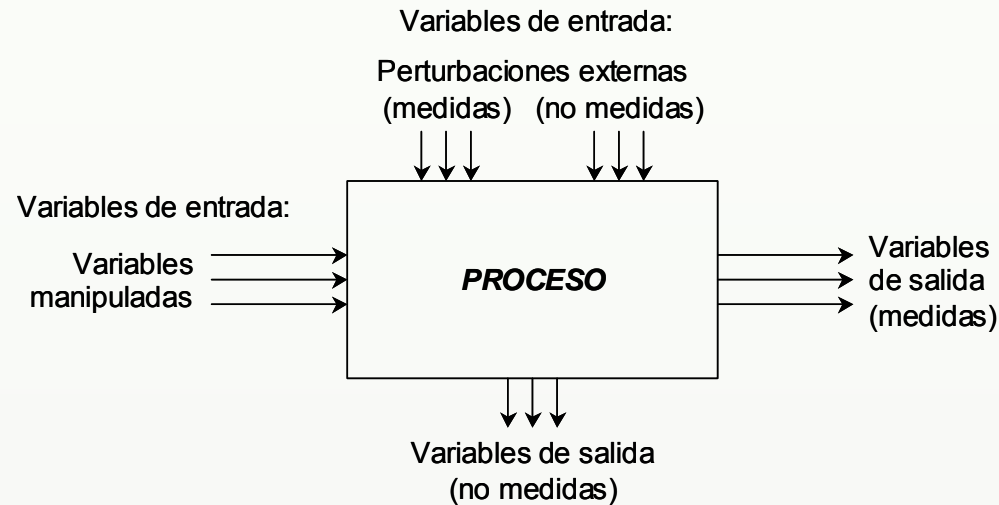 Variables de entrada:
Perturbaciones externas
(medidas) (no medidas)
Variables de entrada:
Variables
manipuladas
PROCESO
Variables
de salida
(medidas)
Variables de salida
(no medidas)